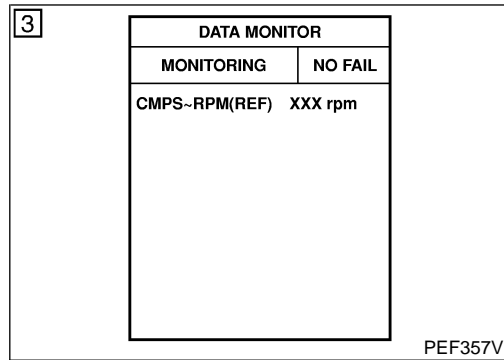 3
DATA MONITOR
MONITORING NO FAIL
CMPS~RPM(REF) XXX rpm
PEF357V